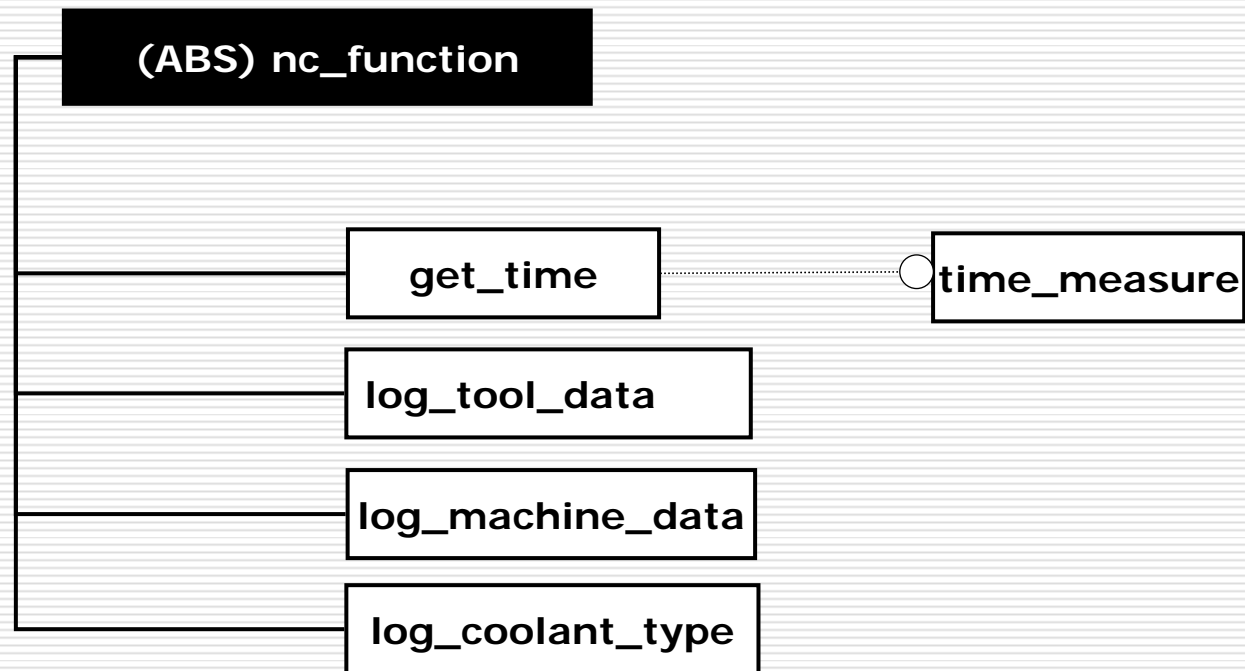 (ABS) nc_function
get_time
time_measure
log_tool_data
log_machine_data
log_coolant_type